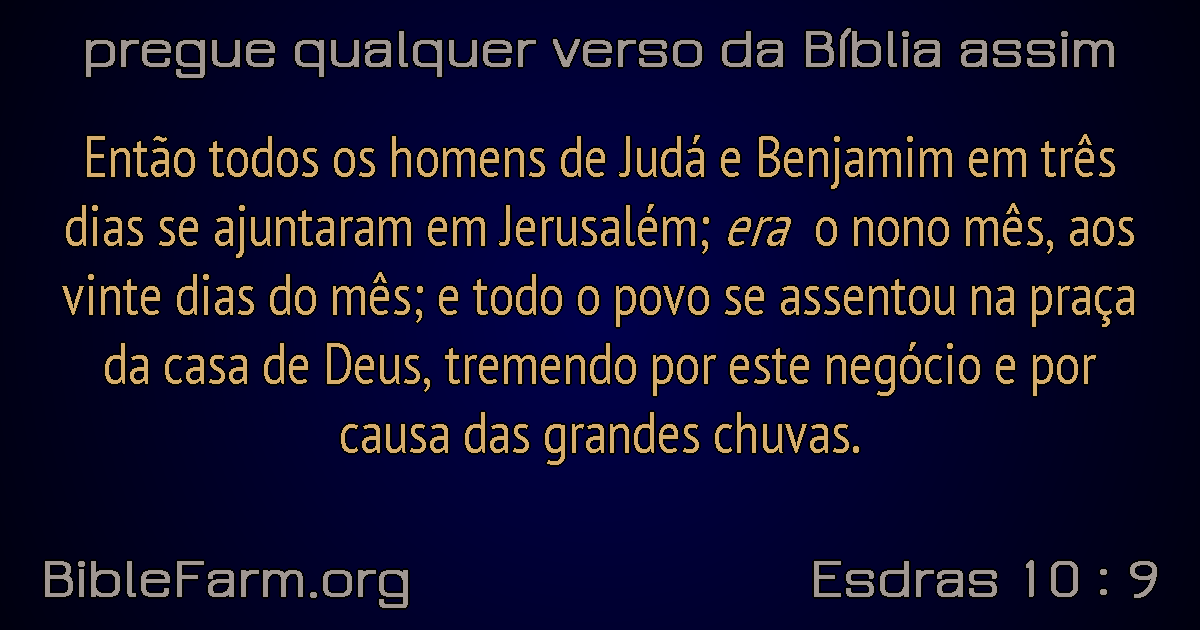 pregue qualquer verso da Bíblia assim
Então todos os homens de Judá e Benjamim em três
dias se ajuntaram em Jerusalém; era o nono mês, aos
vinte dias do mês; e todo o povo se assentou na praça
da casa de Deus, tremendo por este negócio e por
causa das grandes chuvas.
BibleFarm.org
Esdras 10 : 9